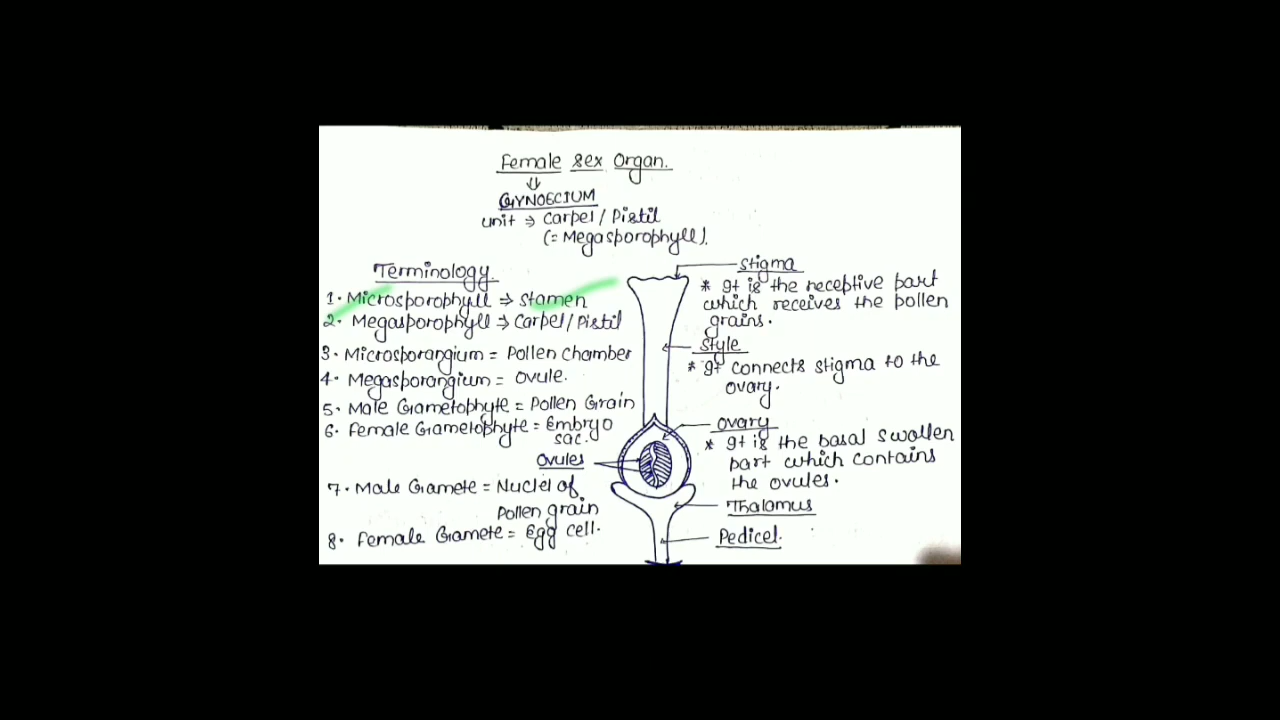 Female Sex Organ.
⇓
GYNOECIUM
unit ⇒ Carpel / Pistil
(= Megasporophyll).
Terminology.
1. Microsporophyll ⇒ Stamen
2. Megasporophyll ⇒ Carpel / Pistil
3. Microsporangium = Pollen Chamber
4. Megasporangium = Ovule.
5. Male Gametophyte = Pollen Grain
6. Female Gametophyte = Embryo
sac.
Ovules
7. Male Gamete = Nuclei of
Pollen grain
8. Female Gamete = Egg cell.
Stigma
* It is the receptive part
which receives the pollen
grains.
Style
* It connects stigma to the
ovary.
Ovary
* It is the basal swollen
part which contains
the ovules.
Thalamus
Pedicel.